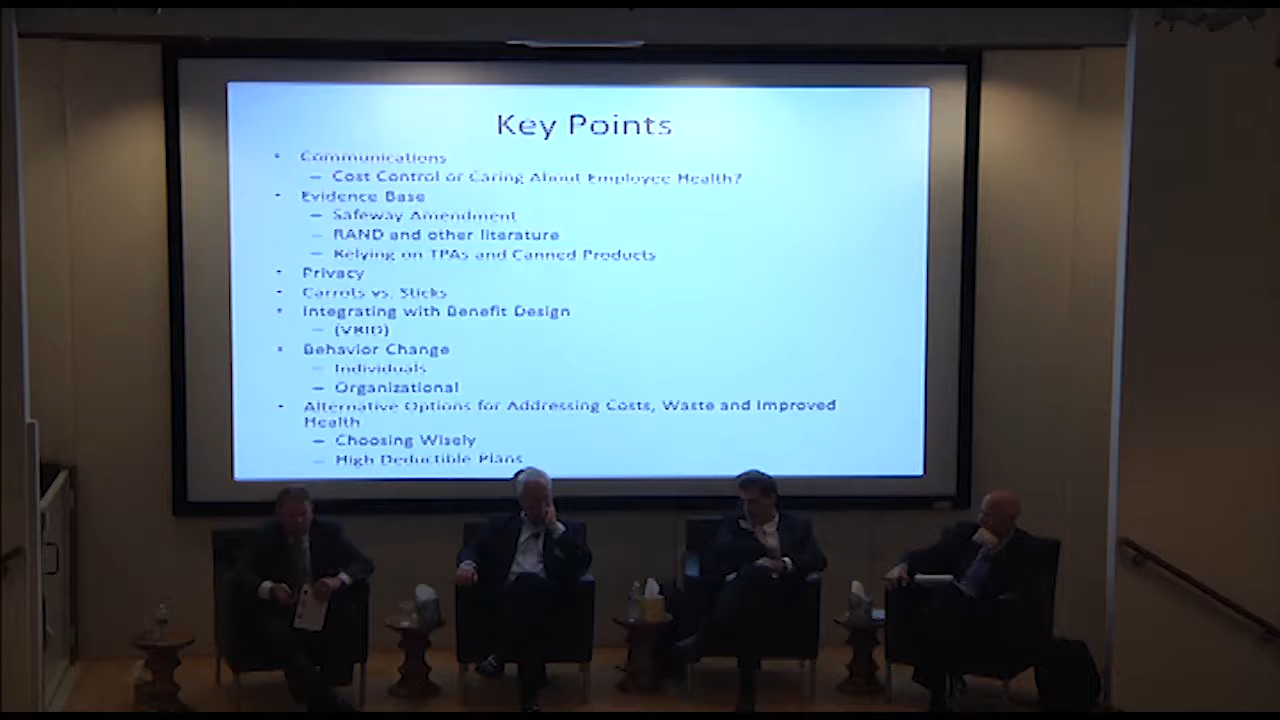 Key Points
• Communications
– Cost Control or Caring About Employee Health?
• Evidence Base
– Safeway Amendment
– RAND and other literature
– Relying on TPAs and Canned Products
• Privacy
• Carrots vs. Sticks
• Integrating with Benefit Design
– (VBID)
• Behavior Change
– Individuals
– Organizational
• Alternative Options for Addressing Costs, Waste and Improved
Health
– Choosing Wisely
– High Deductible Plans